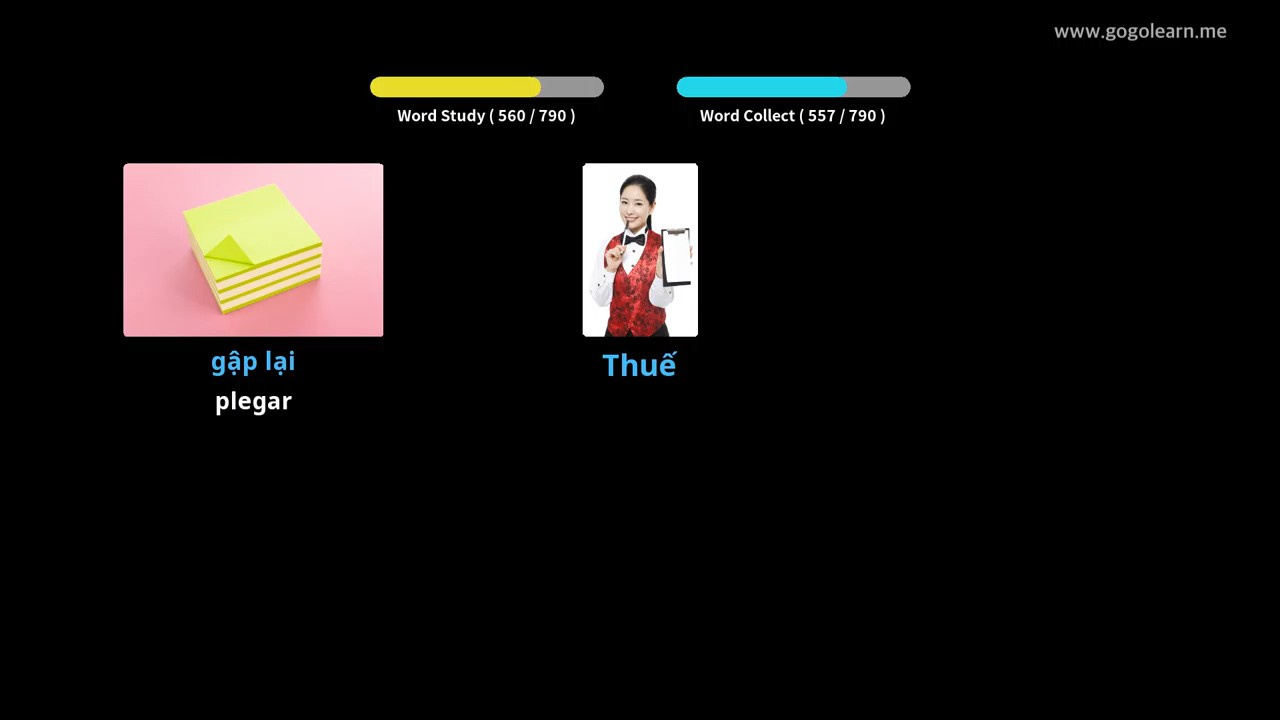 www.gogolearn.me
Word Study ( 560 / 790 )
Word Collect ( 557 / 790 )
gập lại
plegar
Thuế